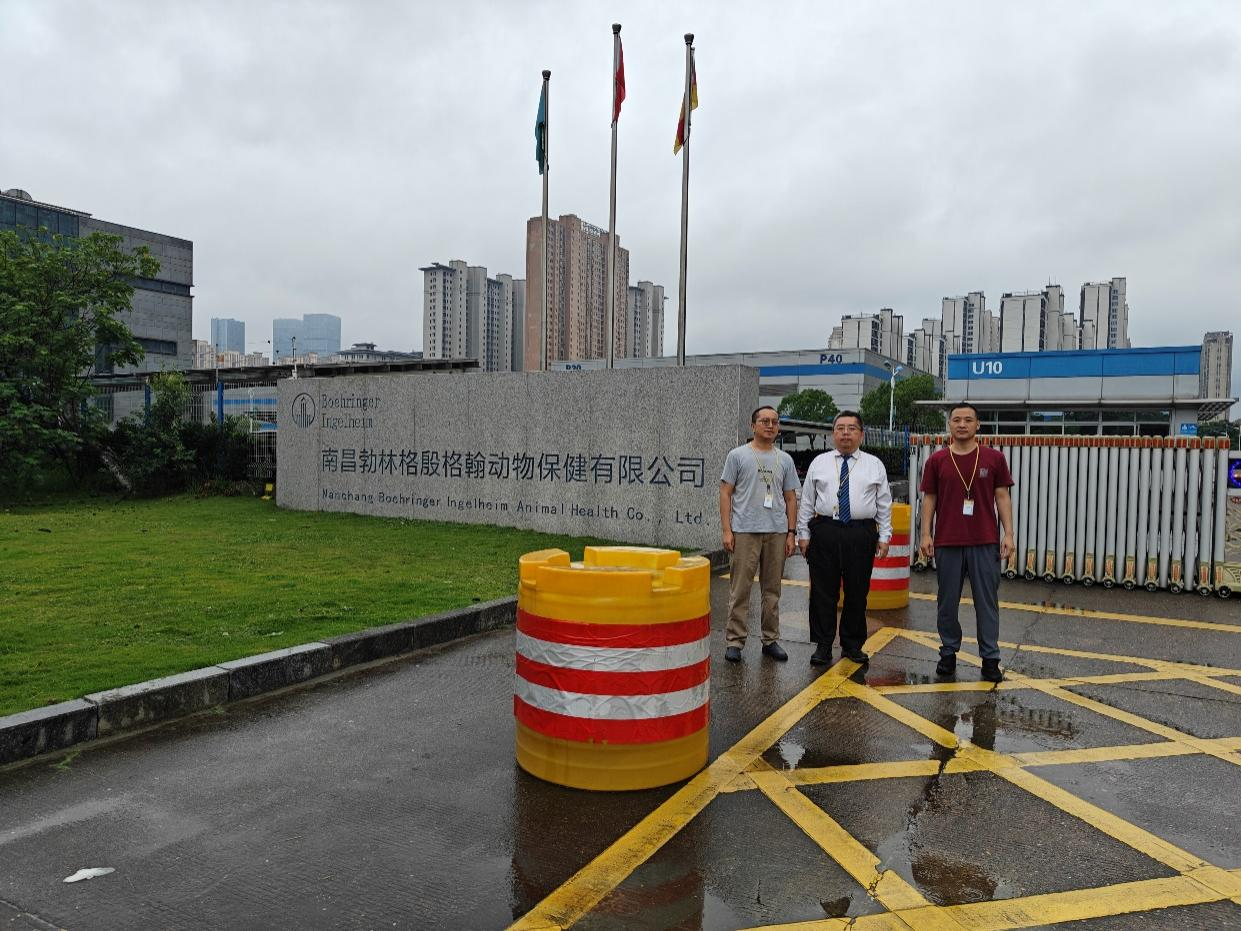 Boehringer
Ingelheim
南昌勃林格殷格翰动物保健有限公司
Nanchang Boehringer Ingelheim Animal Health Co., Ltd.
P40
U10